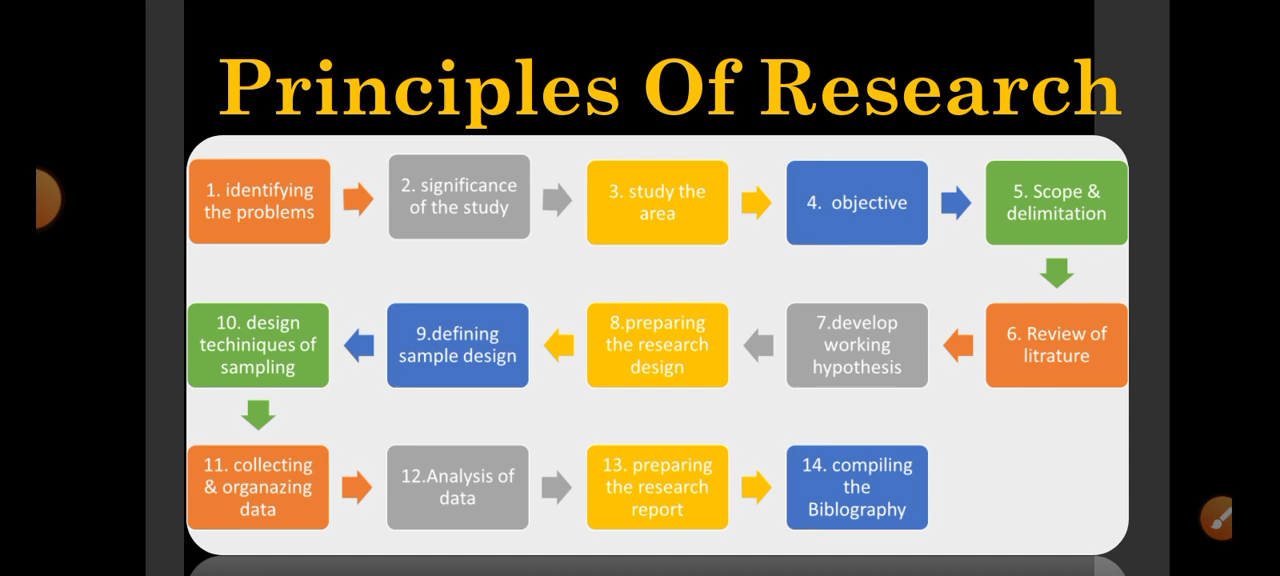 Principles Of Research
1. identifying
the problems
2. significance
of the study
3. study the
area
4. objective
5. Scope &
delimitation
6. Review of
litrature
7.develop
working
hypothesis
8.preparing
the research
design
9.defining
sample design
10. design
techiniques of
sampling
11. collecting
& organazing
data
12.Analysis of
data
13. preparing
the research
report
14. compiling
the
Biblography